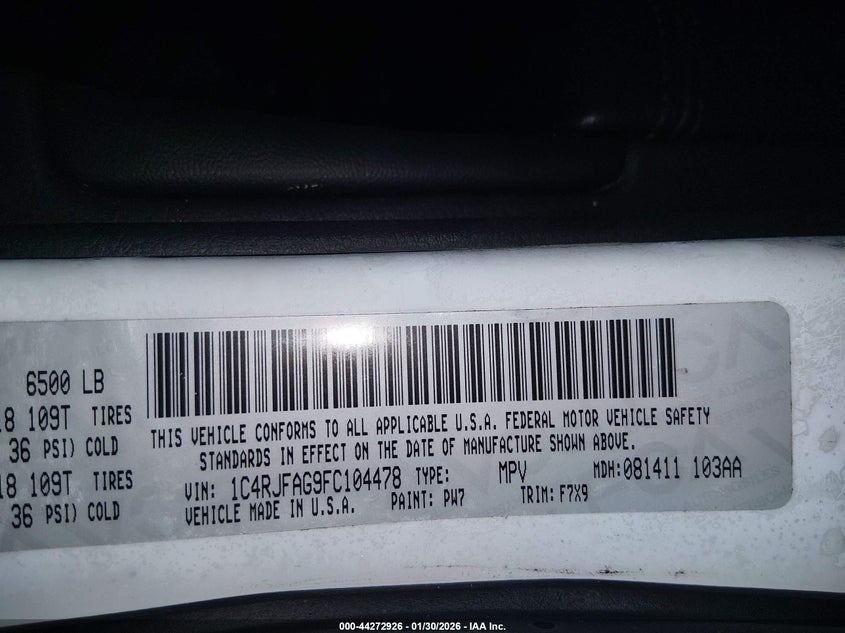 6500 LB
18 109T TIRES
36 PSI) COLD
18 109T TIRES
36 PSI) COLD
THIS VEHICLE CONFORMS TO ALL APPLICABLE U.S.A. FEDERAL MOTOR VEHICLE SAFETY
STANDARDS IN EFFECT ON THE DATE OF MANUFACTURE SHOWN ABOVE.
VIN: 1C4RJFAG9FC104478 TYPE: MPV MDH:081411 103AA
VEHICLE MADE IN U.S.A. PAINT: PW7 TRIM: F7X9
000-44272926 - 01/30/2026 - IAA Inc.